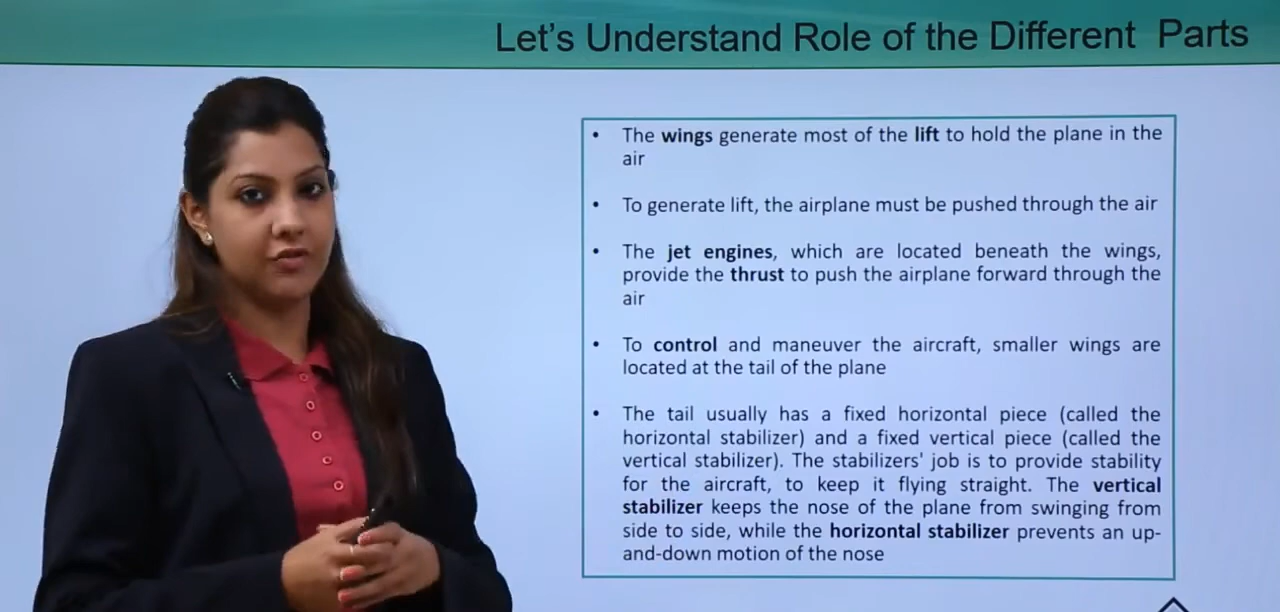 Let's Understand Role of the Different Parts
• The wings generate most of the lift to hold the plane in the
air
• To generate lift, the airplane must be pushed through the air
• The jet engines, which are located beneath the wings,
provide the thrust to push the airplane forward through the
air
• To control and maneuver the aircraft, smaller wings are
located at the tail of the plane
• The tail usually has a fixed horizontal piece (called the
horizontal stabilizer) and a fixed vertical piece (called the
vertical stabilizer). The stabilizers' job is to provide stability
for the aircraft, to keep it flying straight. The vertical
stabilizer keeps the nose of the plane from swinging from
side to side, while the horizontal stabilizer prevents an up-
and-down motion of the nose